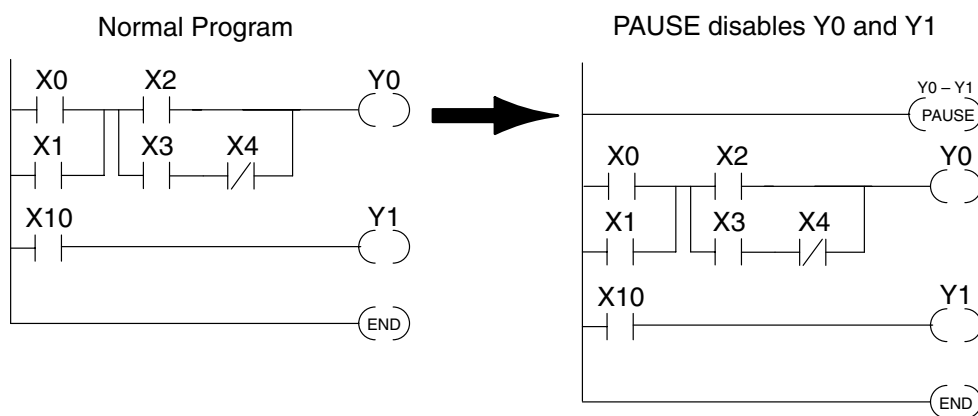 Normal Program
X0 X2 Y0
X1 X3 X4
X10 Y1
END
PAUSE disables Y0 and Y1
Y0 – Y1
PAUSE
X0 X2 Y0
X1 X3 X4
X10 Y1
END